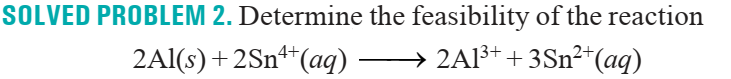 SOLVED PROBLEM 2. Determine the feasibility of the reaction
2Al(s) + 2Sn⁴⁺(aq) ⟶ 2Al³⁺ + 3Sn²⁺(aq)